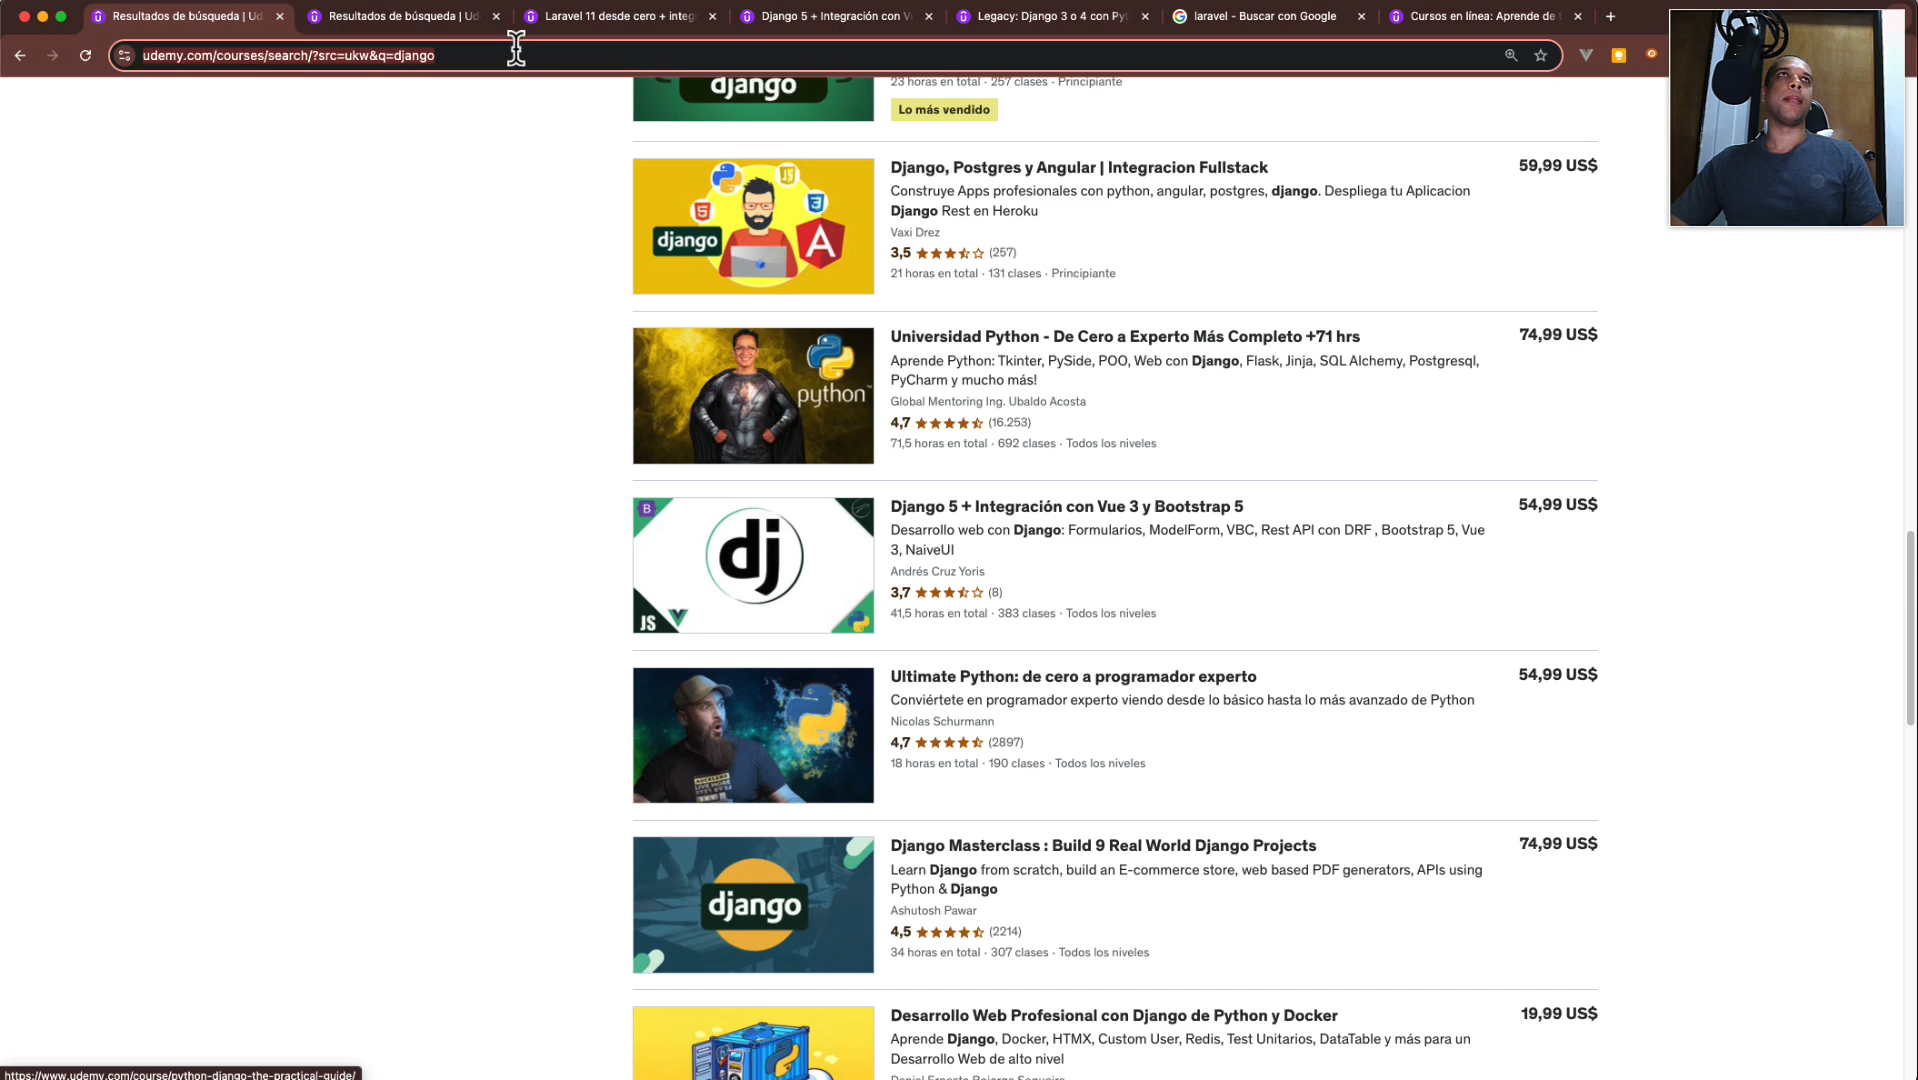 Resultados de búsqueda | Ud
Resultados de búsqueda | Ud
Laravel 11 desde cero + integ
Django 5 + Integración con Vu
Legacy: Django 3 o 4 con Pyt
laravel - Buscar con Google
Cursos en línea: Aprende de
udemy.com/courses/search/?src=ukw&q=django
django
23 horas en total · 257 clases · Principiante
Lo más vendido
django
Django, Postgres y Angular | Integracion Fullstack
59,99 US$
Construye Apps profesionales con python, angular, postgres, django. Despliega tu Aplicacion
Django Rest en Heroku
Vaxi Drez
3,5 (257)
21 horas en total · 131 clases · Principiante
python
Universidad Python - De Cero a Experto Más Completo +71 hrs
74,99 US$
Aprende Python: Tkinter, PySide, POO, Web con Django, Flask, Jinja, SQL Alchemy, Postgresql,
PyCharm y mucho más!
Global Mentoring Ing. Ubaldo Acosta
4,7 (16.253)
71,5 horas en total · 692 clases · Todos los niveles
B
dj
JS
Django 5 + Integración con Vue 3 y Bootstrap 5
54,99 US$
Desarrollo web con Django: Formularios, ModelForm, VBC, Rest API con DRF , Bootstrap 5, Vue
3, NaiveUI
Andrés Cruz Yoris
3,7 (8)
41,5 horas en total · 383 clases · Todos los niveles
Ultimate Python: de cero a programador experto
54,99 US$
Conviértete en programador experto viendo desde lo básico hasta lo más avanzado de Python
Nicolas Schurmann
4,7 (2897)
18 horas en total · 190 clases · Todos los niveles
django
Django Masterclass : Build 9 Real World Django Projects
74,99 US$
Learn Django from scratch, build an E-commerce store, web based PDF generators, APIs using
Python & Django
Ashutosh Pawar
4,5 (2214)
34 horas en total · 307 clases · Todos los niveles
Desarrollo Web Profesional con Django de Python y Docker
19,99 US$
Aprende Django, Docker, HTMX, Custom User, Redis, Test Unitarios, DataTable y más para un
Desarrollo Web de alto nivel
https://www.udemy.com/course/python-django-the-practical-guide/